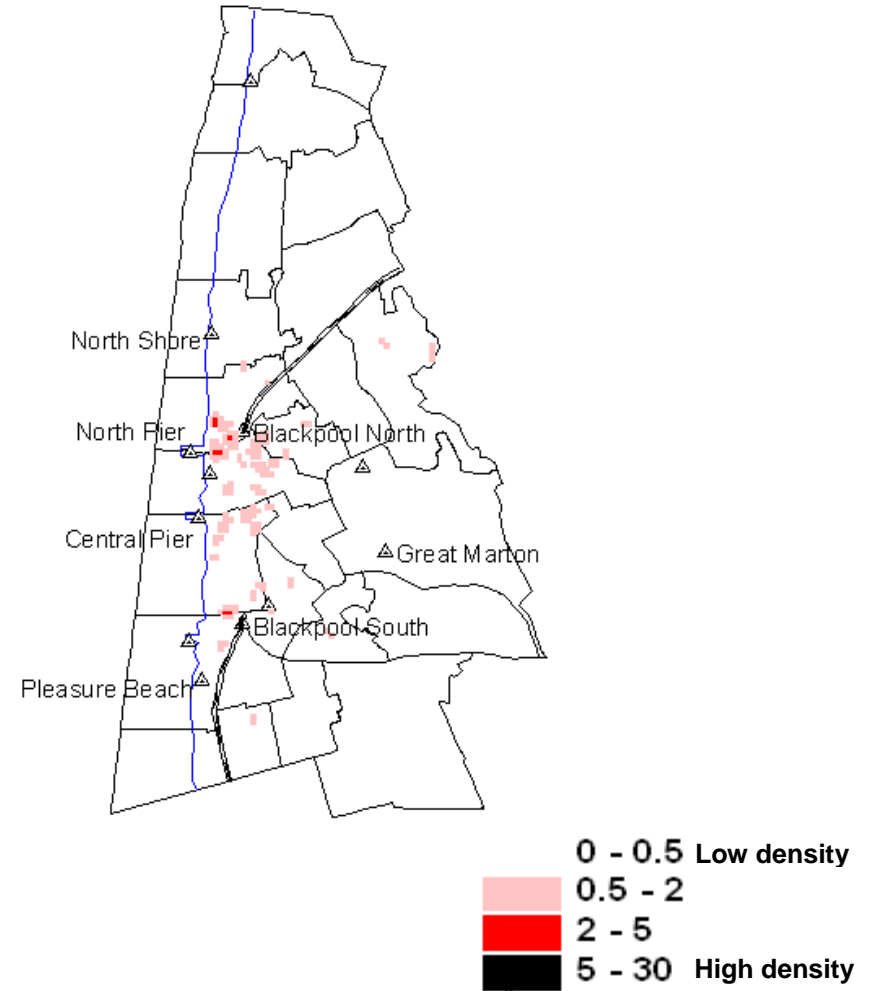 North Shore
North Pier
Blackpool North
Central Pier
Great Marton
Blackpool South
Pleasure Beach
0 - 0.5 Low density
0.5 - 2
2 - 5
5 - 30 High density